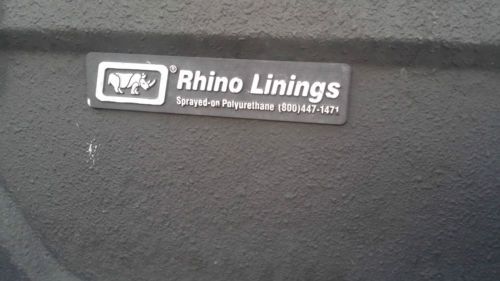 ® Rhino Linings
Sprayed-on Polyurethane (800)447-1471